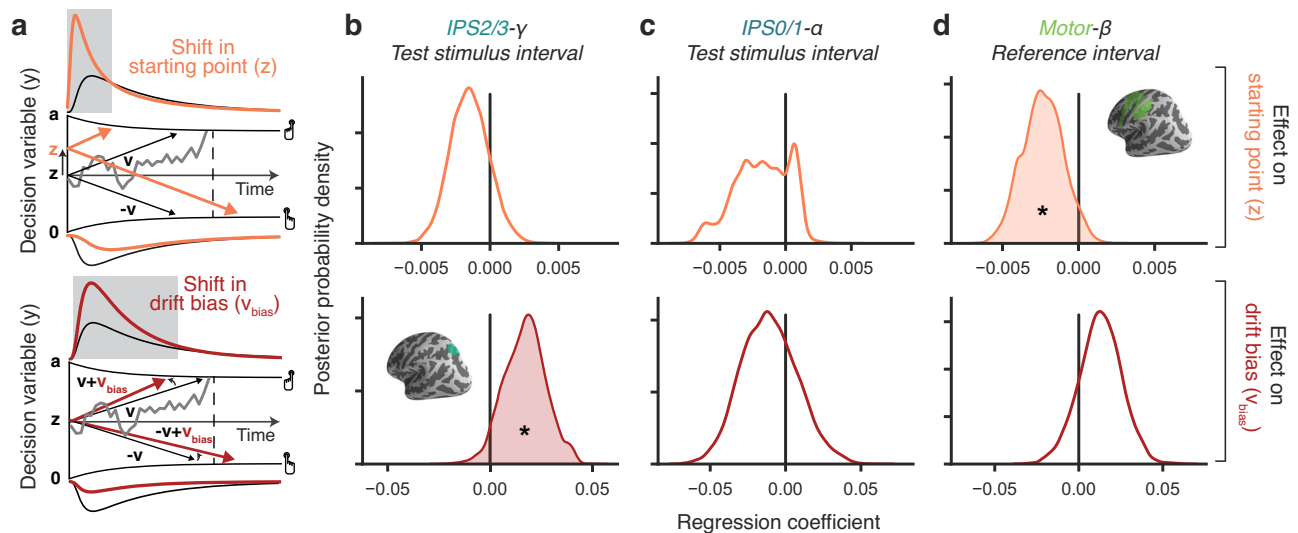 a
Shift in
starting point (z)
Decision variable (y)
a
z
z
0
v
-v
Time
Shift in
drift bias (vbias)
Decision variable (y)
a
z
0
v+vbias
v
-v+vbias
-v
Time
b
IPS2/3-γ
Test stimulus interval
c
IPS0/1-α
Test stimulus interval
d
Motor-β
Reference interval
Posterior probability density
−0.005 0.000 0.005
−0.005 0.000 0.005
*
−0.005 0.000 0.005
Effect on
starting point (z)
*
−0.05 0.00 0.05
−0.05 0.00 0.05
−0.05 0.00 0.05
Effect on
drift bias (vbias)
Regression coefficient